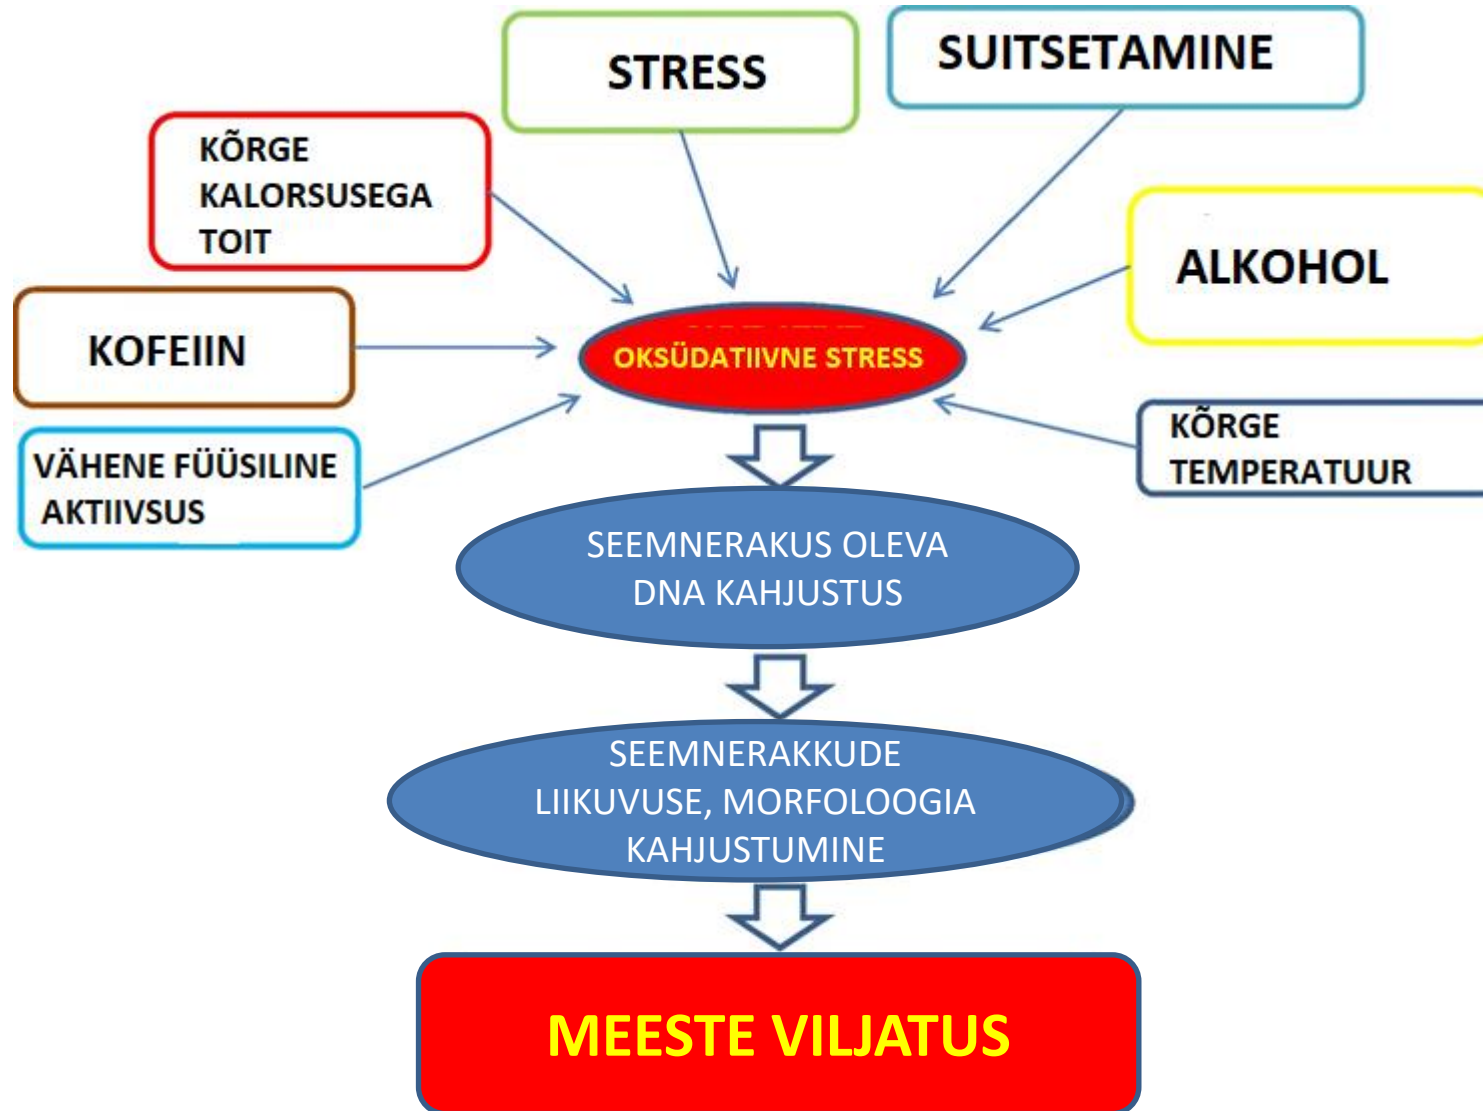 STRESS
SUITSETAMINE
KÕRGE
KALORSUSEGA
TOIT
ALKOHOL
KOFEIIN
OKSÜDATIIVNE STRESS
KÕRGE
TEMPERATUUR
VÄHENE FÜÜSILINE
AKTIIVSUS
SEEMNERAKUS OLEVA
DNA KAHJUSTUS
SEEMNERAKKUDE
LIIKUVUSE, MORFOLOOGIA
KAHJUSTUMINE
MEESTE VILJATUS